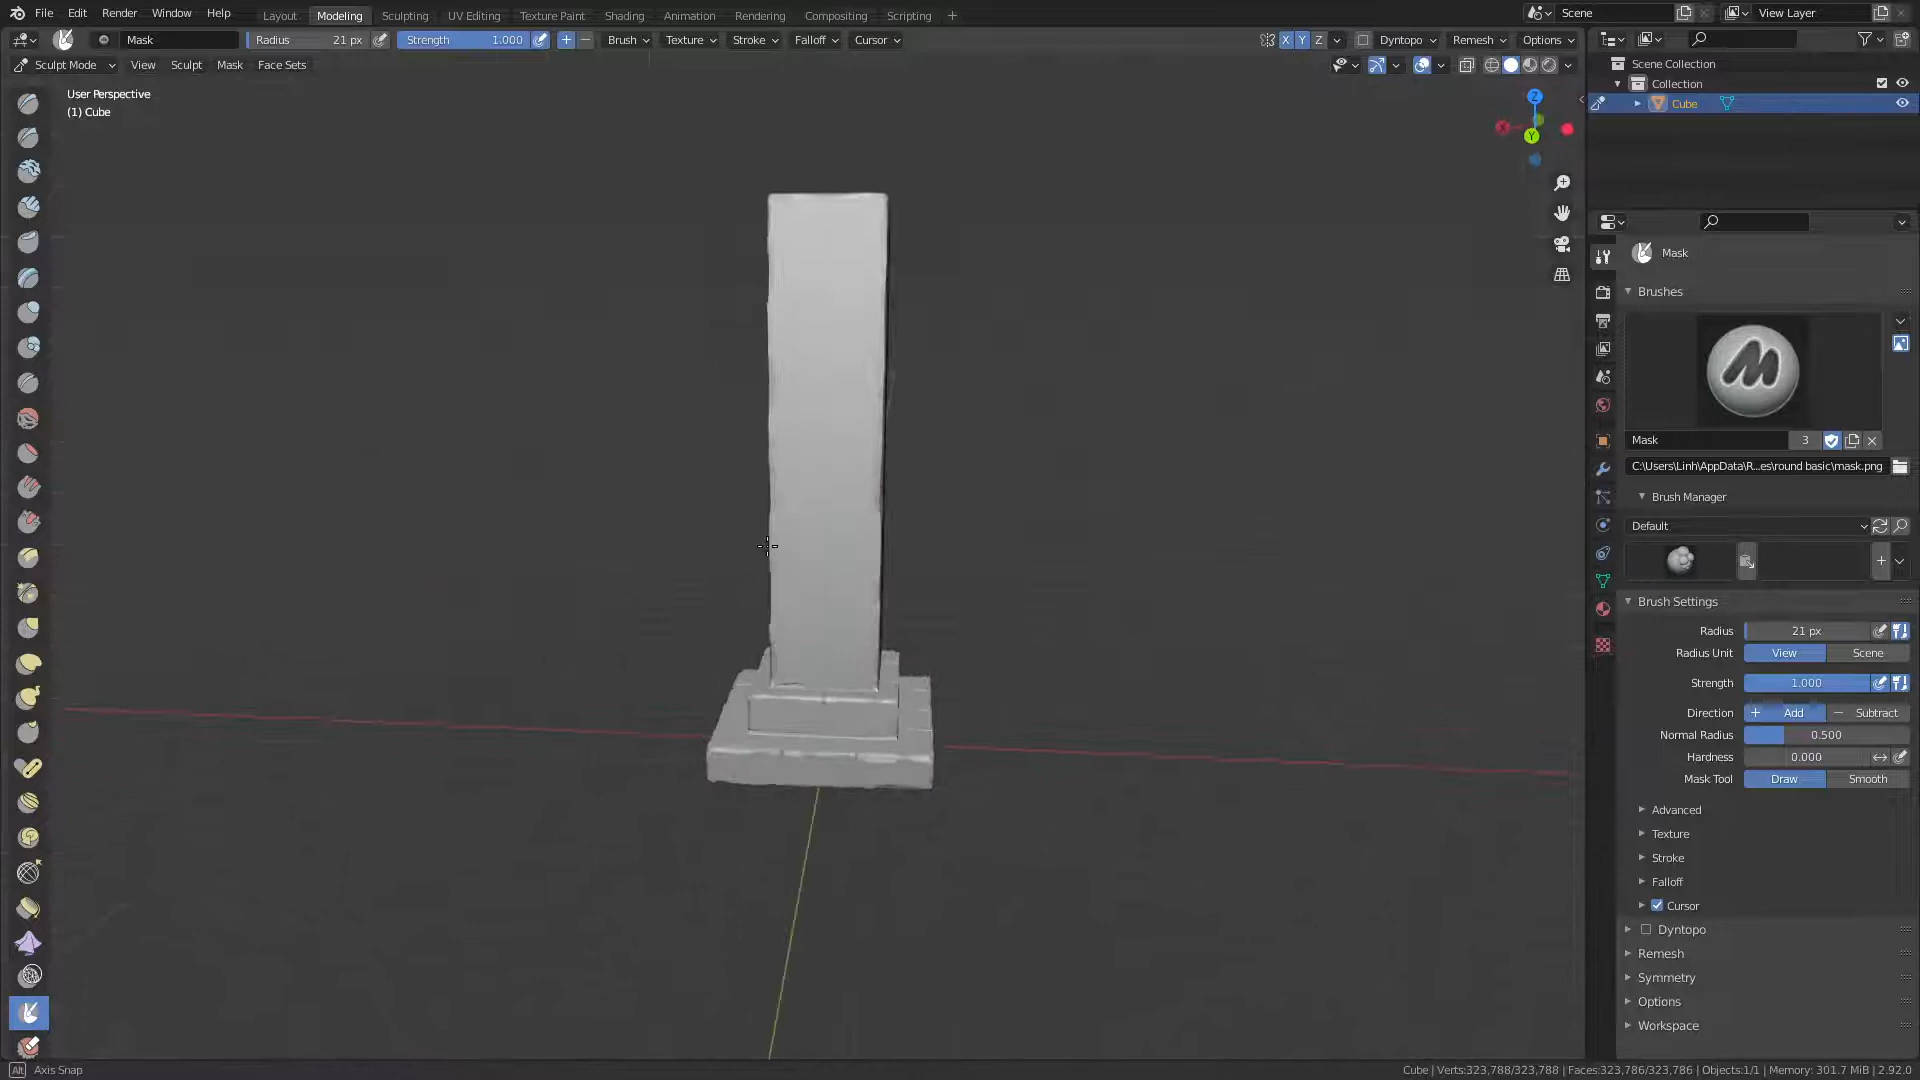 File Edit Render Window Help Layout Modeling Sculpting UV Editing Texture Paint Shading Animation Rendering Compositing Scripting + Scene View Layer
Mask Radius 21 px Strength 1.000 Brush Texture Stroke Falloff Cursor X Y Z Dyntopo Remesh Options
Sculpt Mode View Sculpt Mask Face Sets
User Perspective
(1) Cube
Z
X
Y
Scene Collection
Collection
Cube
Mask
Brushes
Mask 3
C:\Users\Linh\AppData\R...es\round basic\mask.png
Brush Manager
Default
Brush Settings
Radius 21 px
Radius Unit View Scene
Strength 1.000
Direction + Add − Subtract
Normal Radius 0.500
Hardness 0.000
Mask Tool Draw Smooth
Advanced
Texture
Stroke
Falloff
Cursor
Dyntopo
Remesh
Symmetry
Options
Workspace
Alt Axis Snap
Cube | Verts:323,788/323,788 | Faces:323,786/323,786 | Objects:1/1 | Memory: 301.7 MiB | 2.92.0